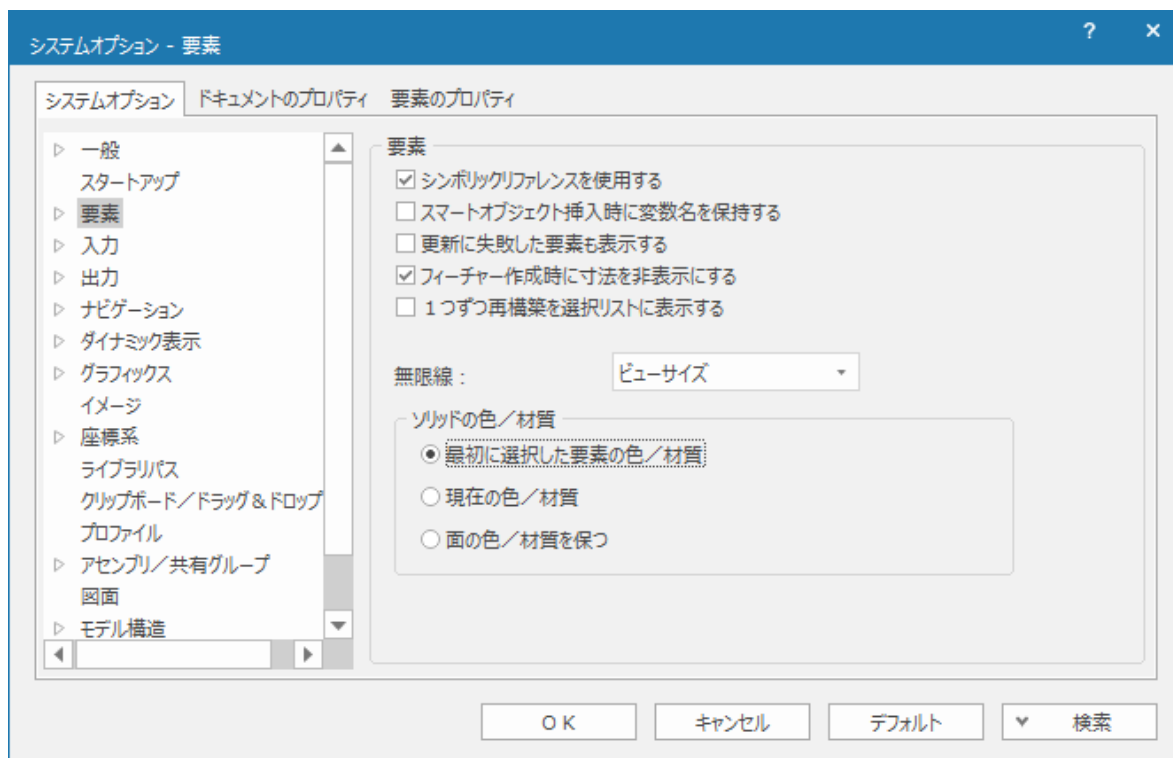 システムオプション - 要素
? ×
システムオプション ドキュメントのプロパティ 要素のプロパティ
一般
スタートアップ
要素
入力
出力
ナビゲーション
ダイナミック表示
グラフィックス
イメージ
座標系
ライブラリパス
クリップボード／ドラッグ＆ドロップ
プロファイル
アセンブリ／共有グループ
図面
モデル構造
要素
シンボリックリファレンスを使用する
スマートオブジェクト挿入時に変数名を保持する
更新に失敗した要素も表示する
フィーチャー作成時に寸法を非表示にする
１つずつ再構築を選択リストに表示する
無限線： ビューサイズ
ソリッドの色／材質
最初に選択した要素の色／材質
現在の色／材質
面の色／材質を保つ
ＯＫ キャンセル デフォルト 検索